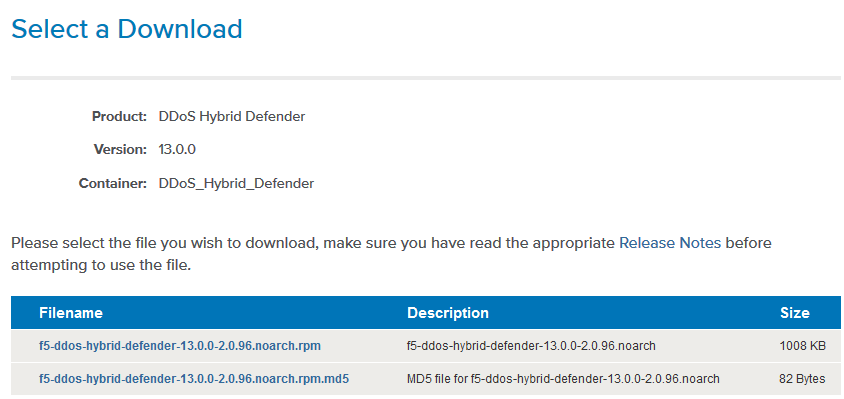 Select a Download
Product: DDoS Hybrid Defender
Version: 13.0.0
Container: DDoS_Hybrid_Defender
Please select the file you wish to download, make sure you have read the appropriate Release Notes before
attempting to use the file.
Filename Description Size
f5-ddos-hybrid-defender-13.0.0-2.0.96.noarch.rpm f5-ddos-hybrid-defender-13.0.0-2.0.96.noarch 1008 KB
f5-ddos-hybrid-defender-13.0.0-2.0.96.noarch.rpm.md5 MD5 file for f5-ddos-hybrid-defender-13.0.0-2.0.96.noarch 82 Bytes